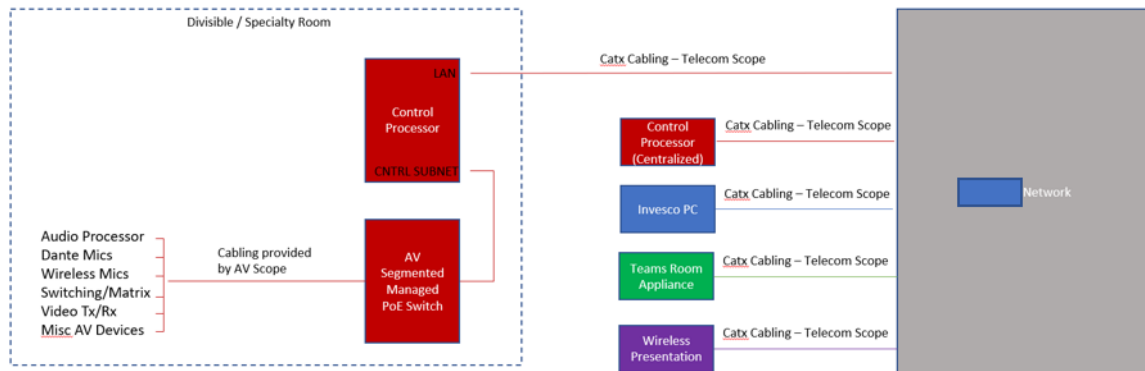 Divisible / Specialty Room
LAN
Control
Processor
CNTRL SUBNET
Audio Processor
Dante Mics
Wireless Mics
Switching/Matrix
Video Tx/Rx
Misc AV Devices
Cabling provided
by AV Scope
AV
Segmented
Managed
PoE Switch
Catx Cabling – Telecom Scope
Control
Processor
(Centralized)
Catx Cabling – Telecom Scope
Invesco PC
Catx Cabling – Telecom Scope
Teams Room
Appliance
Catx Cabling – Telecom Scope
Wireless
Presentation
Catx Cabling – Telecom Scope
Network